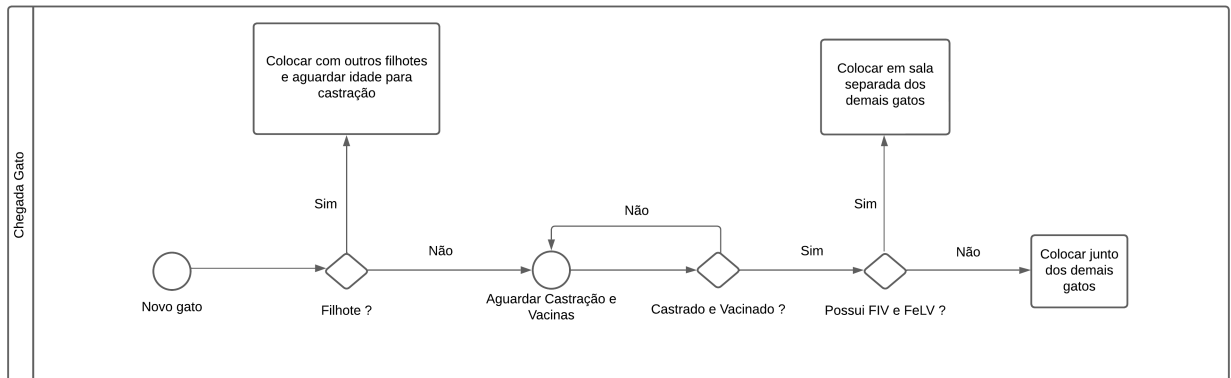 Chegada Gato
Colocar com outros filhotes
e aguardar idade para
castração
Colocar em sala
separada dos
demais gatos
Sim
Sim
Não
Não
Sim
Não
Colocar junto
dos demais
gatos
Novo gato
Filhote ?
Aguardar Castração e
Vacinas
Castrado e Vacinado ?
Possui FIV e FeLV ?